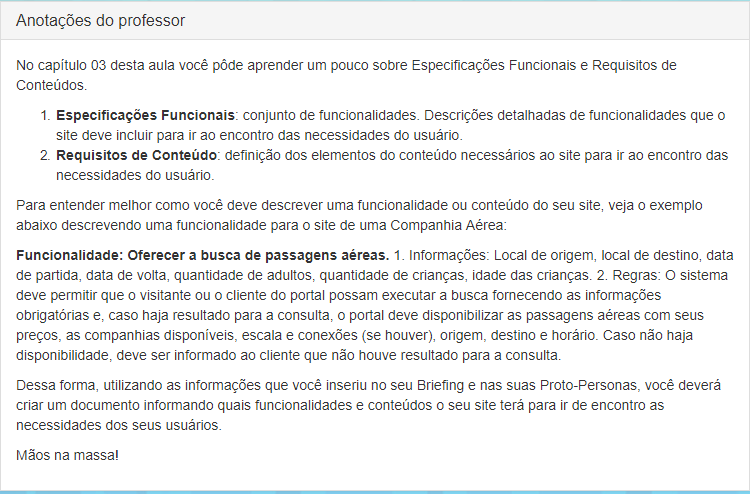 Anotações do professor
No capítulo 03 desta aula você pôde aprender um pouco sobre Especificações Funcionais e Requisitos de
Conteúdos.
1. Especificações Funcionais: conjunto de funcionalidades. Descrições detalhadas de funcionalidades que o
site deve incluir para ir ao encontro das necessidades do usuário.
2. Requisitos de Conteúdo: definição dos elementos do conteúdo necessários ao site para ir ao encontro das
necessidades do usuário.
Para entender melhor como você deve descrever uma funcionalidade ou conteúdo do seu site, veja o exemplo
abaixo descrevendo uma funcionalidade para o site de uma Companhia Aérea:
Funcionalidade: Oferecer a busca de passagens aéreas. 1. Informações: Local de origem, local de destino, data
de partida, data de volta, quantidade de adultos, quantidade de crianças, idade das crianças. 2. Regras: O sistema
deve permitir que o visitante ou o cliente do portal possam executar a busca fornecendo as informações
obrigatórias e, caso haja resultado para a consulta, o portal deve disponibilizar as passagens aéreas com seus
preços, as companhias disponíveis, escala e conexões (se houver), origem, destino e horário. Caso não haja
disponibilidade, deve ser informado ao cliente que não houve resultado para a consulta.
Dessa forma, utilizando as informações que você inseriu no seu Briefing e nas suas Proto-Personas, você deverá
criar um documento informando quais funcionalidades e conteúdos o seu site terá para ir de encontro as
necessidades dos seus usuários.
Mãos na massa!